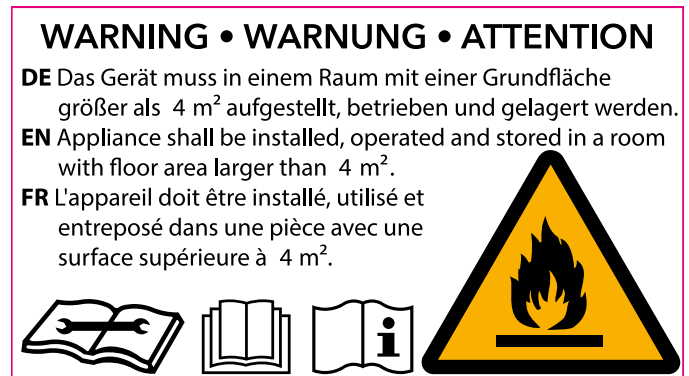 WARNING • WARNUNG • ATTENTION
DE Das Gerät muss in einem Raum mit einer Grundfläche
größer als 4 m² aufgestellt, betrieben und gelagert werden.
EN Appliance shall be installed, operated and stored in a room
with floor area larger than 4 m².
FR L'appareil doit être installé, utilisé et
entreposé dans une pièce avec une
surface supérieure à 4 m².
i